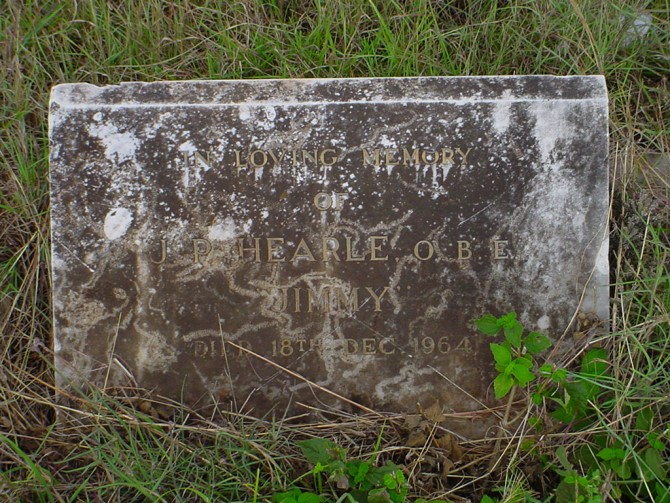 IN LOVING MEMORY
OF
J. P. HEARLE O.B.E.
JIMMY
DIED 18TH DEC 1964